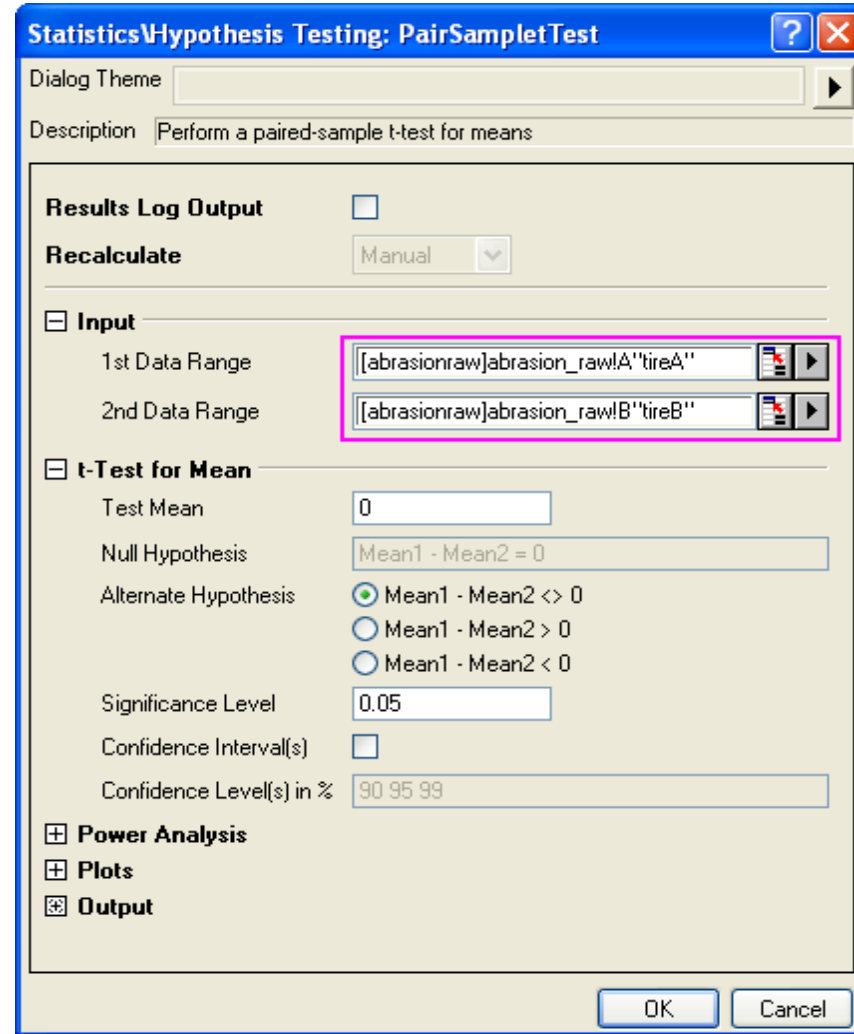 Statistics\Hypothesis Testing: PairSampletTest
Dialog Theme
Description Perform a paired-sample t-test for means
Results Log Output
Recalculate Manual
Input
1st Data Range [abrasionraw]abrasion_raw!A"tireA"
2nd Data Range [abrasionraw]abrasion_raw!B"tireB"
t-Test for Mean
Test Mean 0
Null Hypothesis Mean1 - Mean2 = 0
Alternate Hypothesis Mean1 - Mean2 <> 0
Mean1 - Mean2 > 0
Mean1 - Mean2 < 0
Significance Level 0.05
Confidence Interval(s)
Confidence Level(s) in % 90 95 99
Power Analysis
Plots
Output
OK Cancel